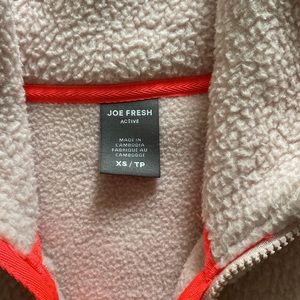 JOE FRESH
ACTIVE
MADE IN
CAMBODIA
FABRIQUÉ AU
CAMBODGE
XS / TP